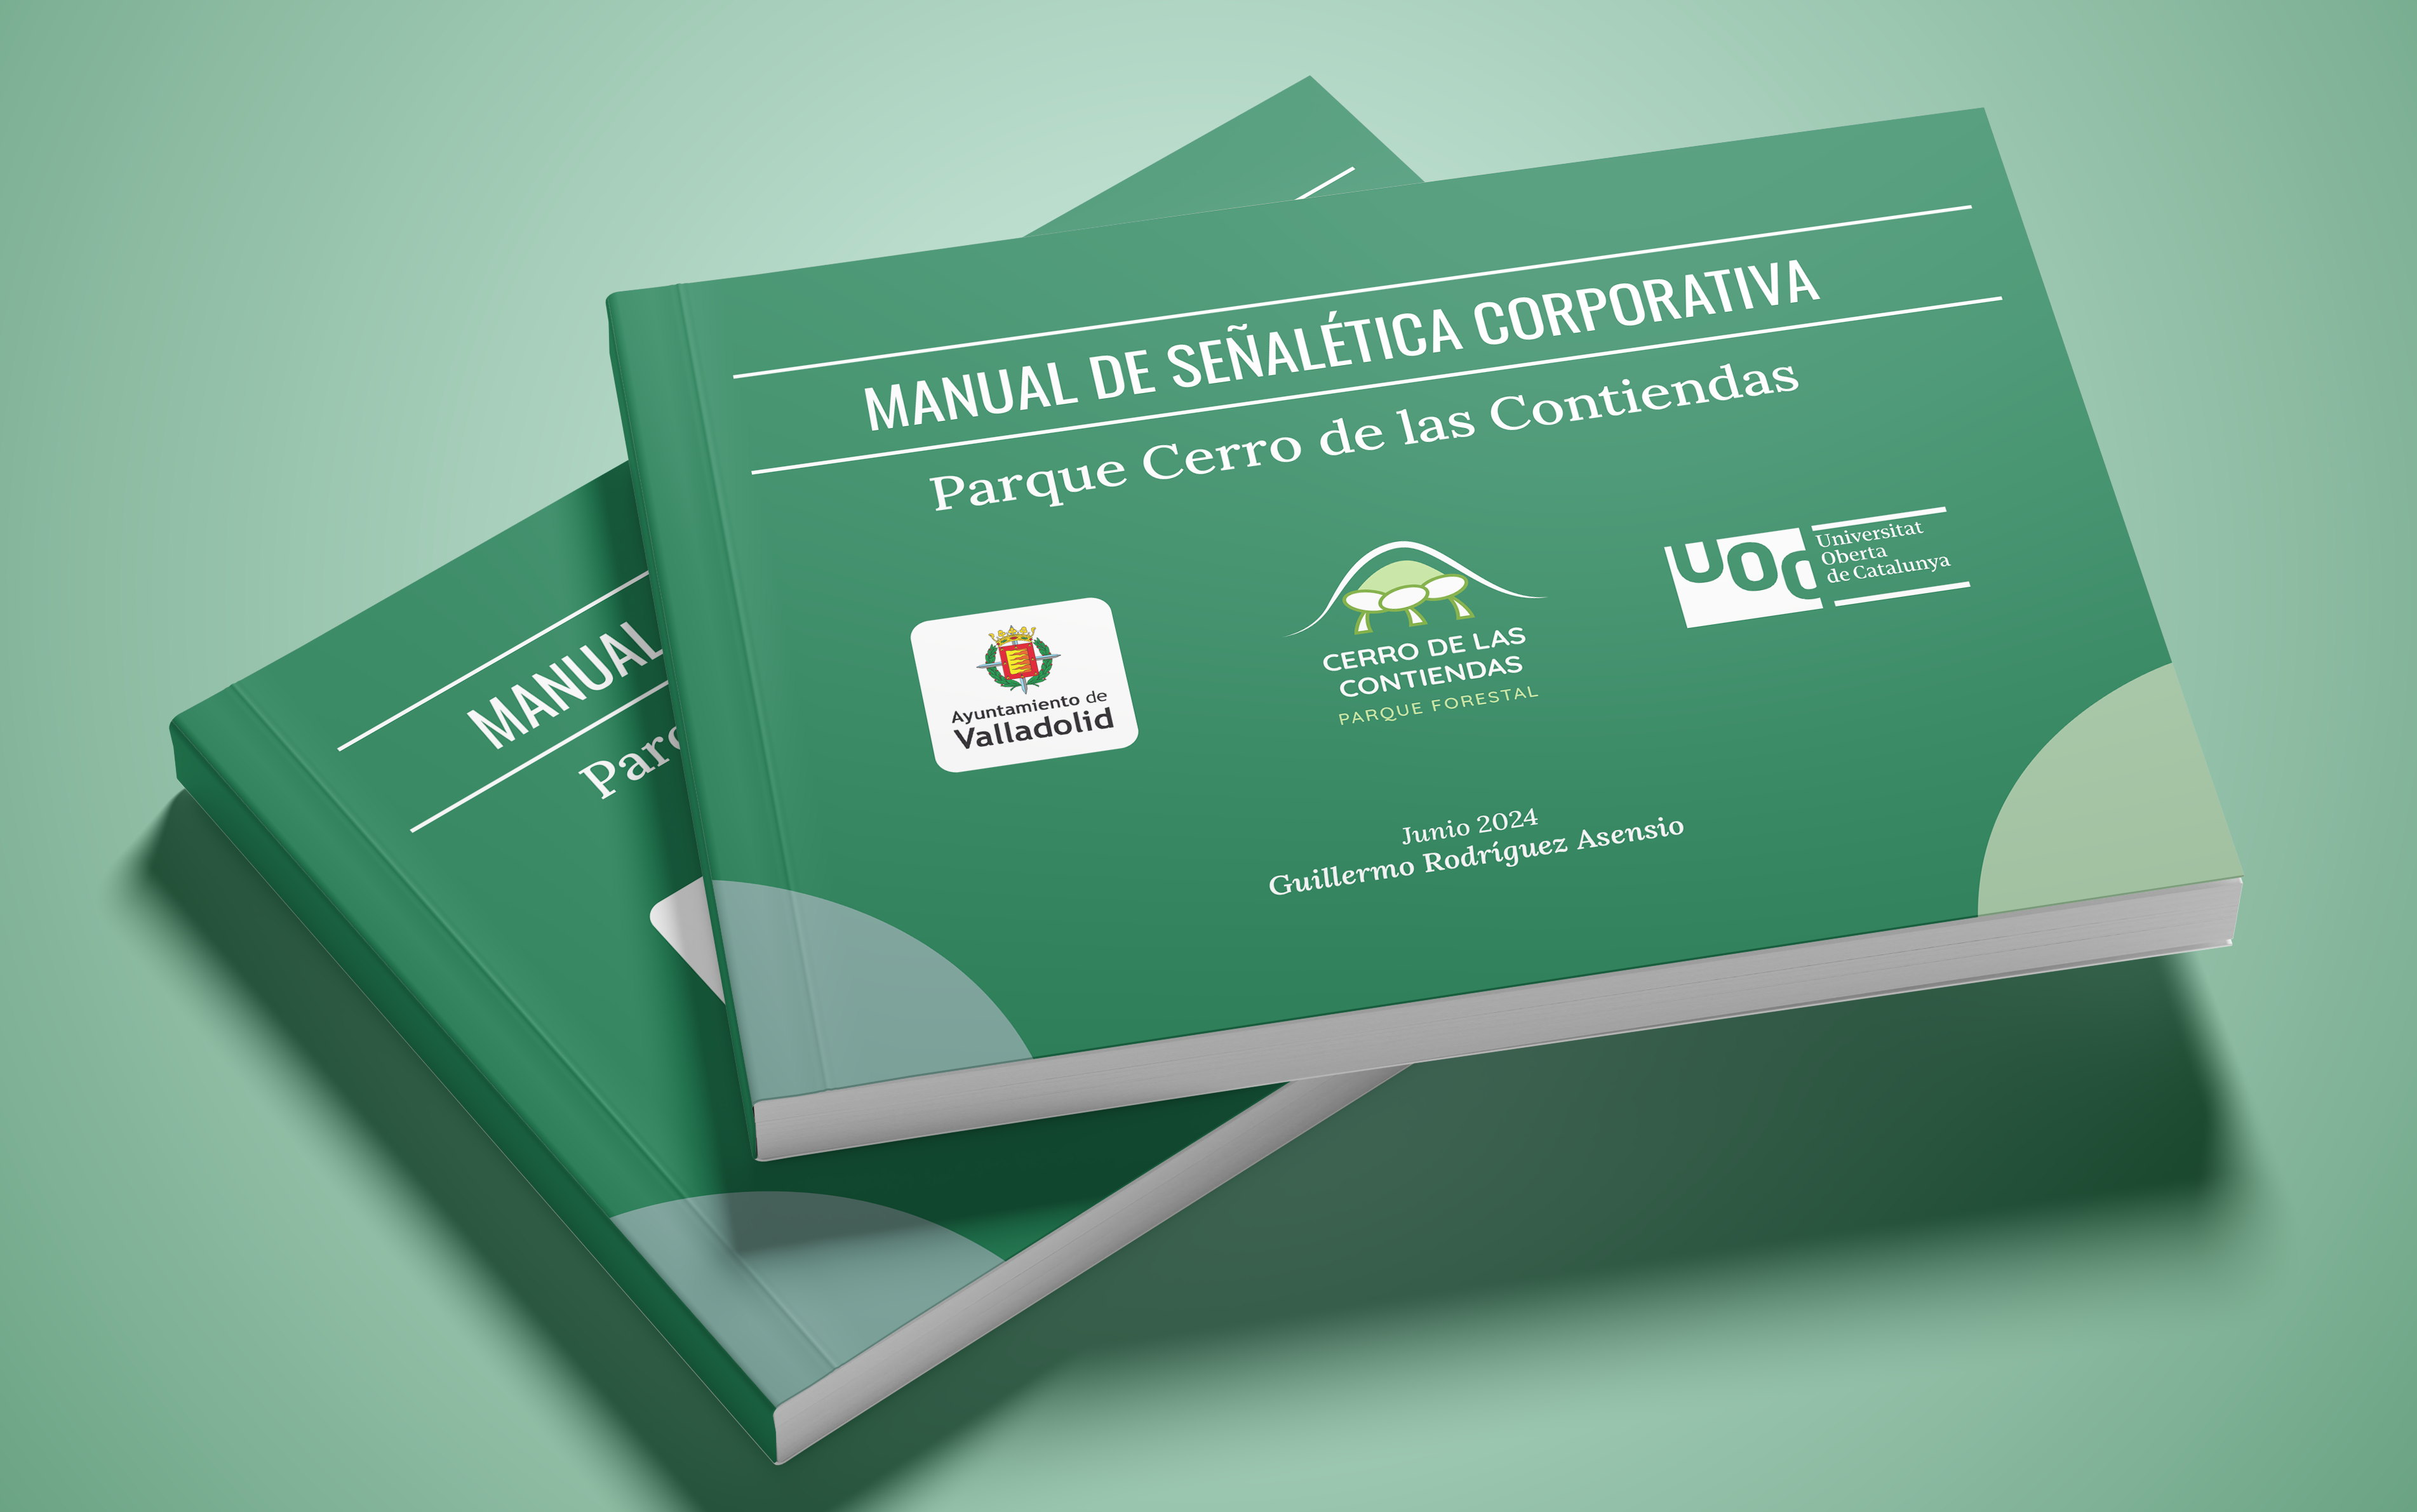 MANUAL DE SEÑALÉTICA CORPORATIVA
Parque Cerro de las Contiendas
Ayuntamiento de
Valladolid
CERRO DE LAS
CONTIENDAS
PARQUE FORESTAL
uoc
Universitat
Oberta
de Catalunya
Junio 2024
Guillermo Rodríguez Asensio
MANUAL
Parq